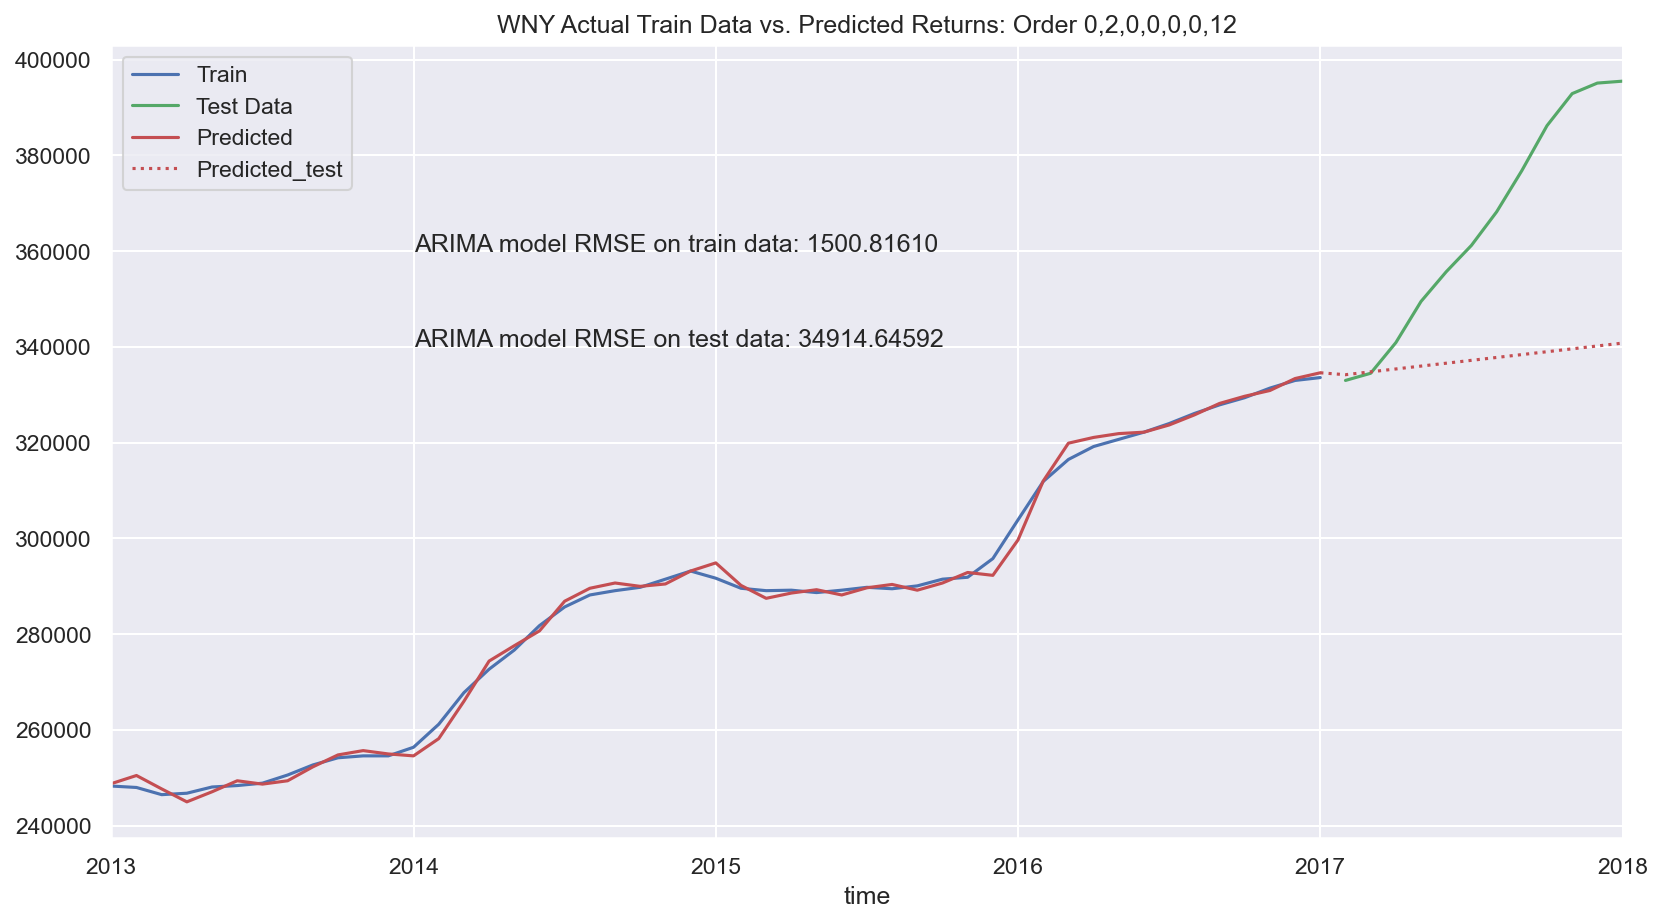 WNY Actual Train Data vs. Predicted Returns: Order 0,2,0,0,0,0,12
400000
380000
360000
340000
320000
300000
280000
260000
240000
Train
Test Data
Predicted
Predicted_test
ARIMA model RMSE on train data: 1500.81610
ARIMA model RMSE on test data: 34914.64592
2013 2014 2015 2016 2017 2018
time